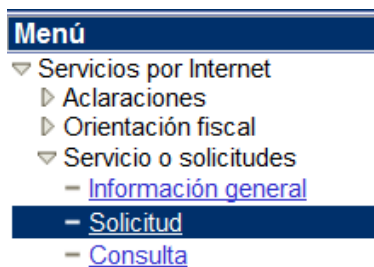 Menú
Servicios por Internet
Aclaraciones
Orientación fiscal
Servicio o solicitudes
Información general
Solicitud
Consulta